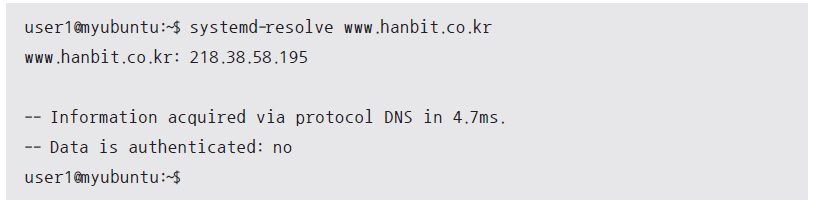 user1@myubuntu:~$ systemd-resolve www.hanbit.co.kr
www.hanbit.co.kr: 218.38.58.195
-- Information acquired via protocol DNS in 4.7ms.
-- Data is authenticated: no
user1@myubuntu:~$